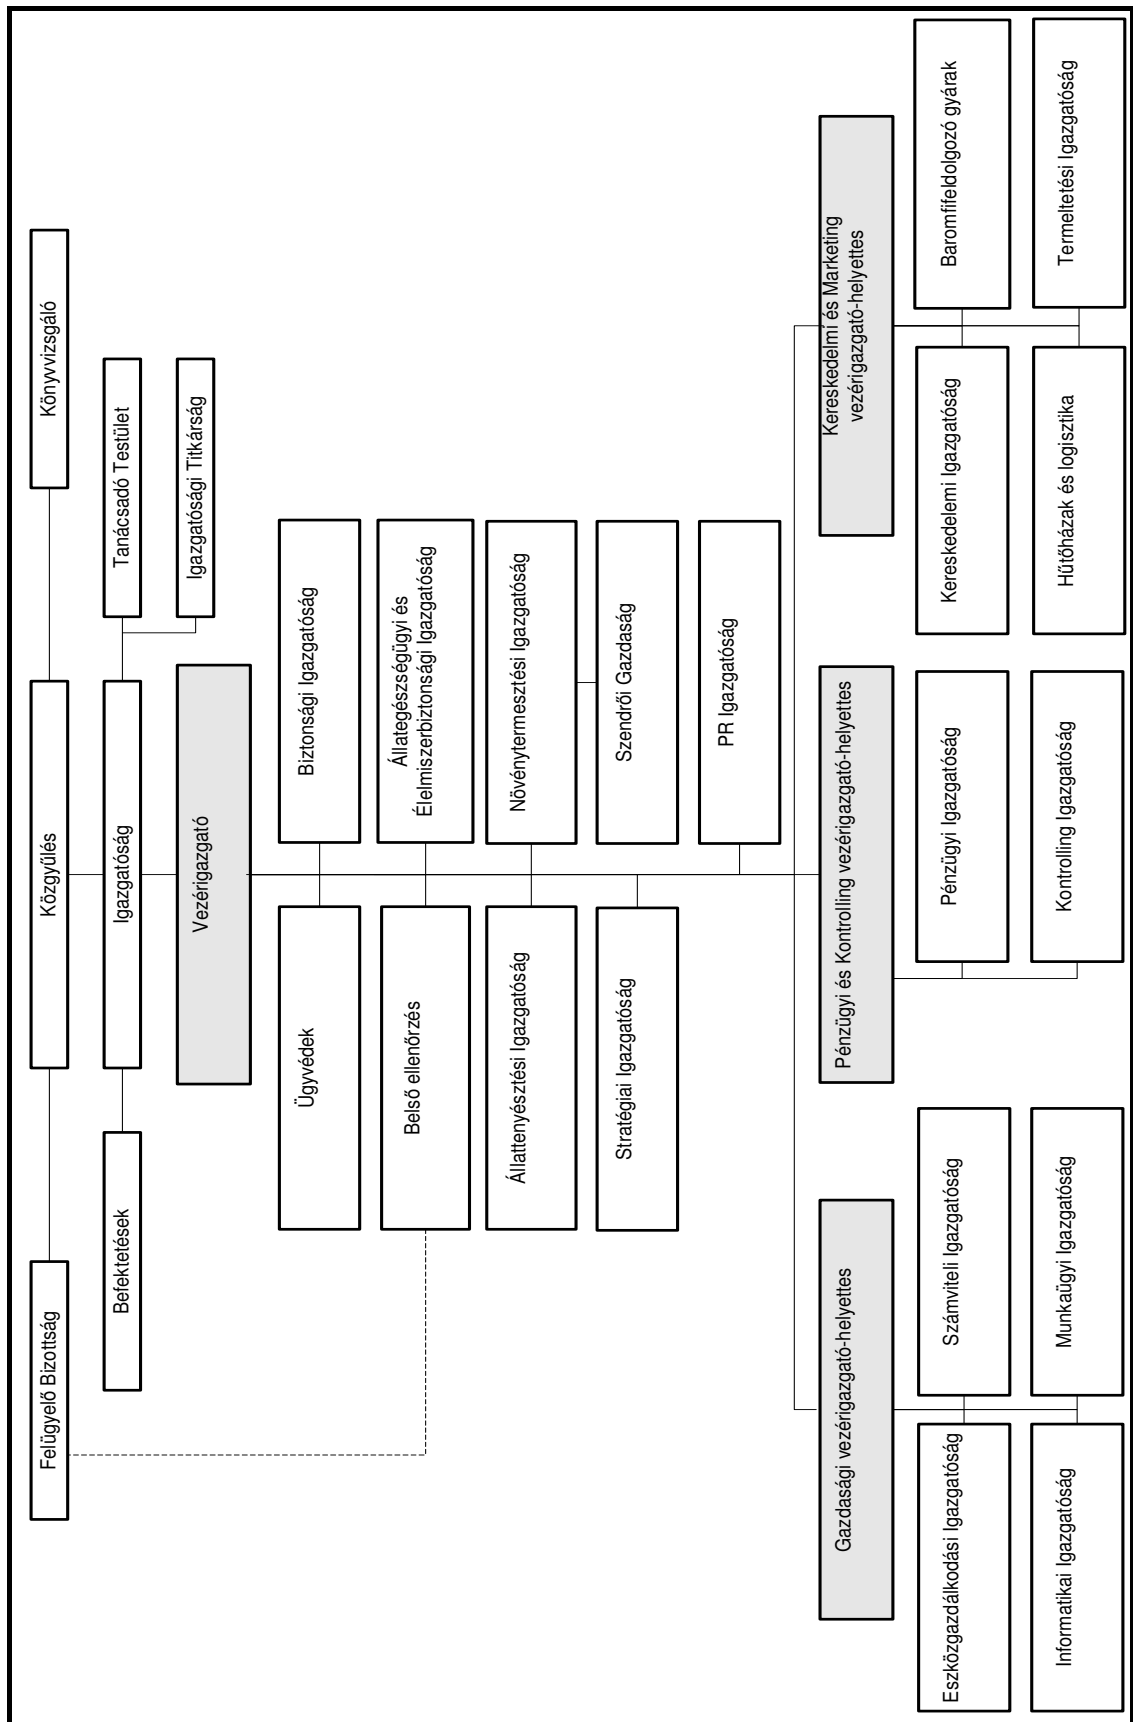 Felügyelő Bizottság
Közgyűlés
Könyvvizsgáló
Befektetések
Igazgatóság
Tanácsadó Testület
Vezérigazgató
Igazgatósági Titkárság
Ügyvédek
Biztonsági Igazgatóság
Belső ellenőrzés
Állategészségügyi és
Élelmiszerbiztonsági Igazgatóság
Állattenyésztési Igazgatóság
Növénytermesztési Igazgatóság
Stratégiai Igazgatóság
Szendrői Gazdaság
PR Igazgatóság
Gazdasági vezérigazgató-helyettes
Pénzügyi és Kontrolling vezérigazgató-helyettes
Kereskedelmi és Marketing
vezérigazgató-helyettes
Eszközgazdálkodási Igazgatóság
Számviteli Igazgatóság
Pénzügyi Igazgatóság
Kereskedelemi Igazgatóság
Baromfifeldolgozó gyárak
Informatikai Igazgatóság
Munkaügyi Igazgatóság
Kontrolling Igazgatóság
Hűtőházak és logisztika
Termeltetési Igazgatóság